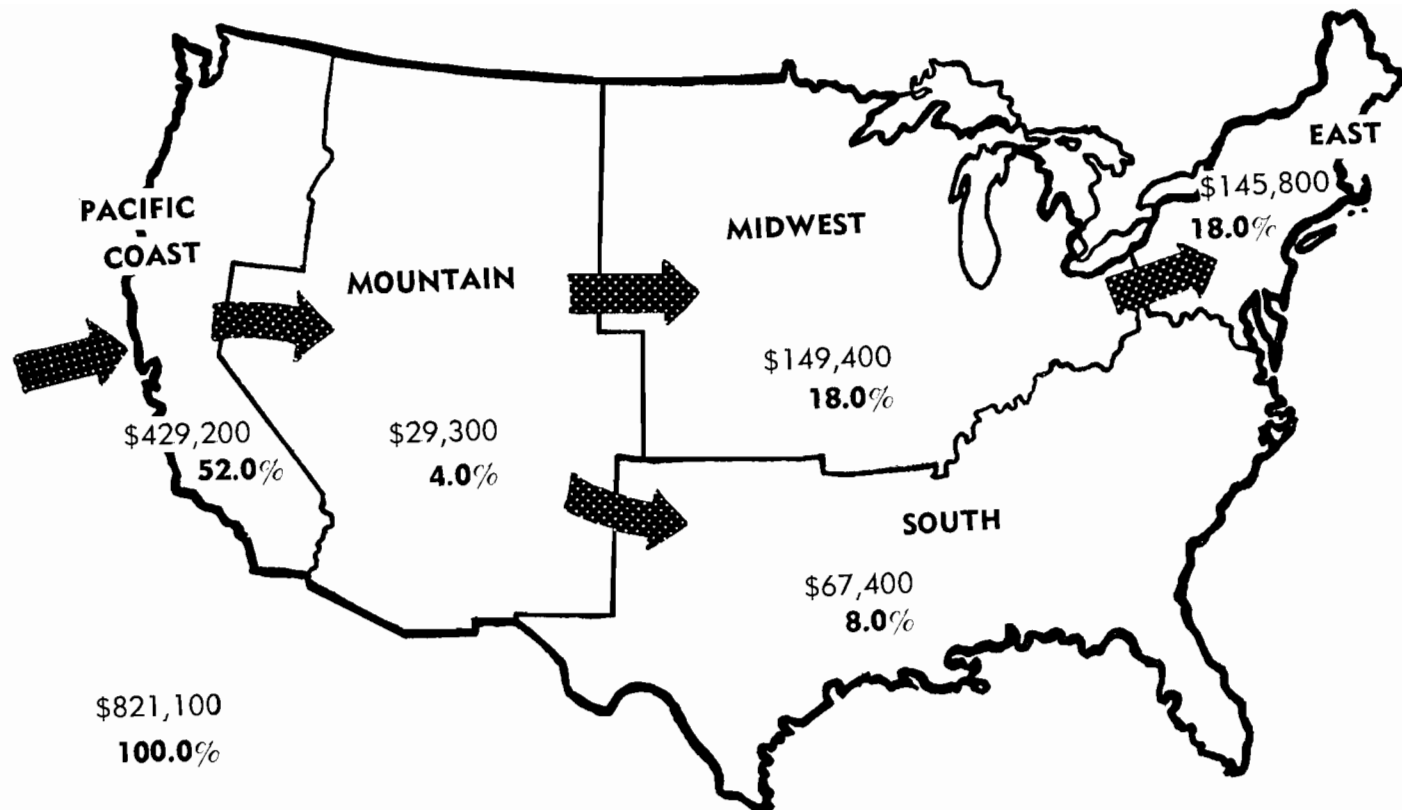 PACIFIC
COAST
$429,200
52.0%
MOUNTAIN
$29,300
4.0%
MIDWEST
$149,400
18.0%
EAST
$145,800
18.0%
SOUTH
$67,400
8.0%
$821,100
100.0%